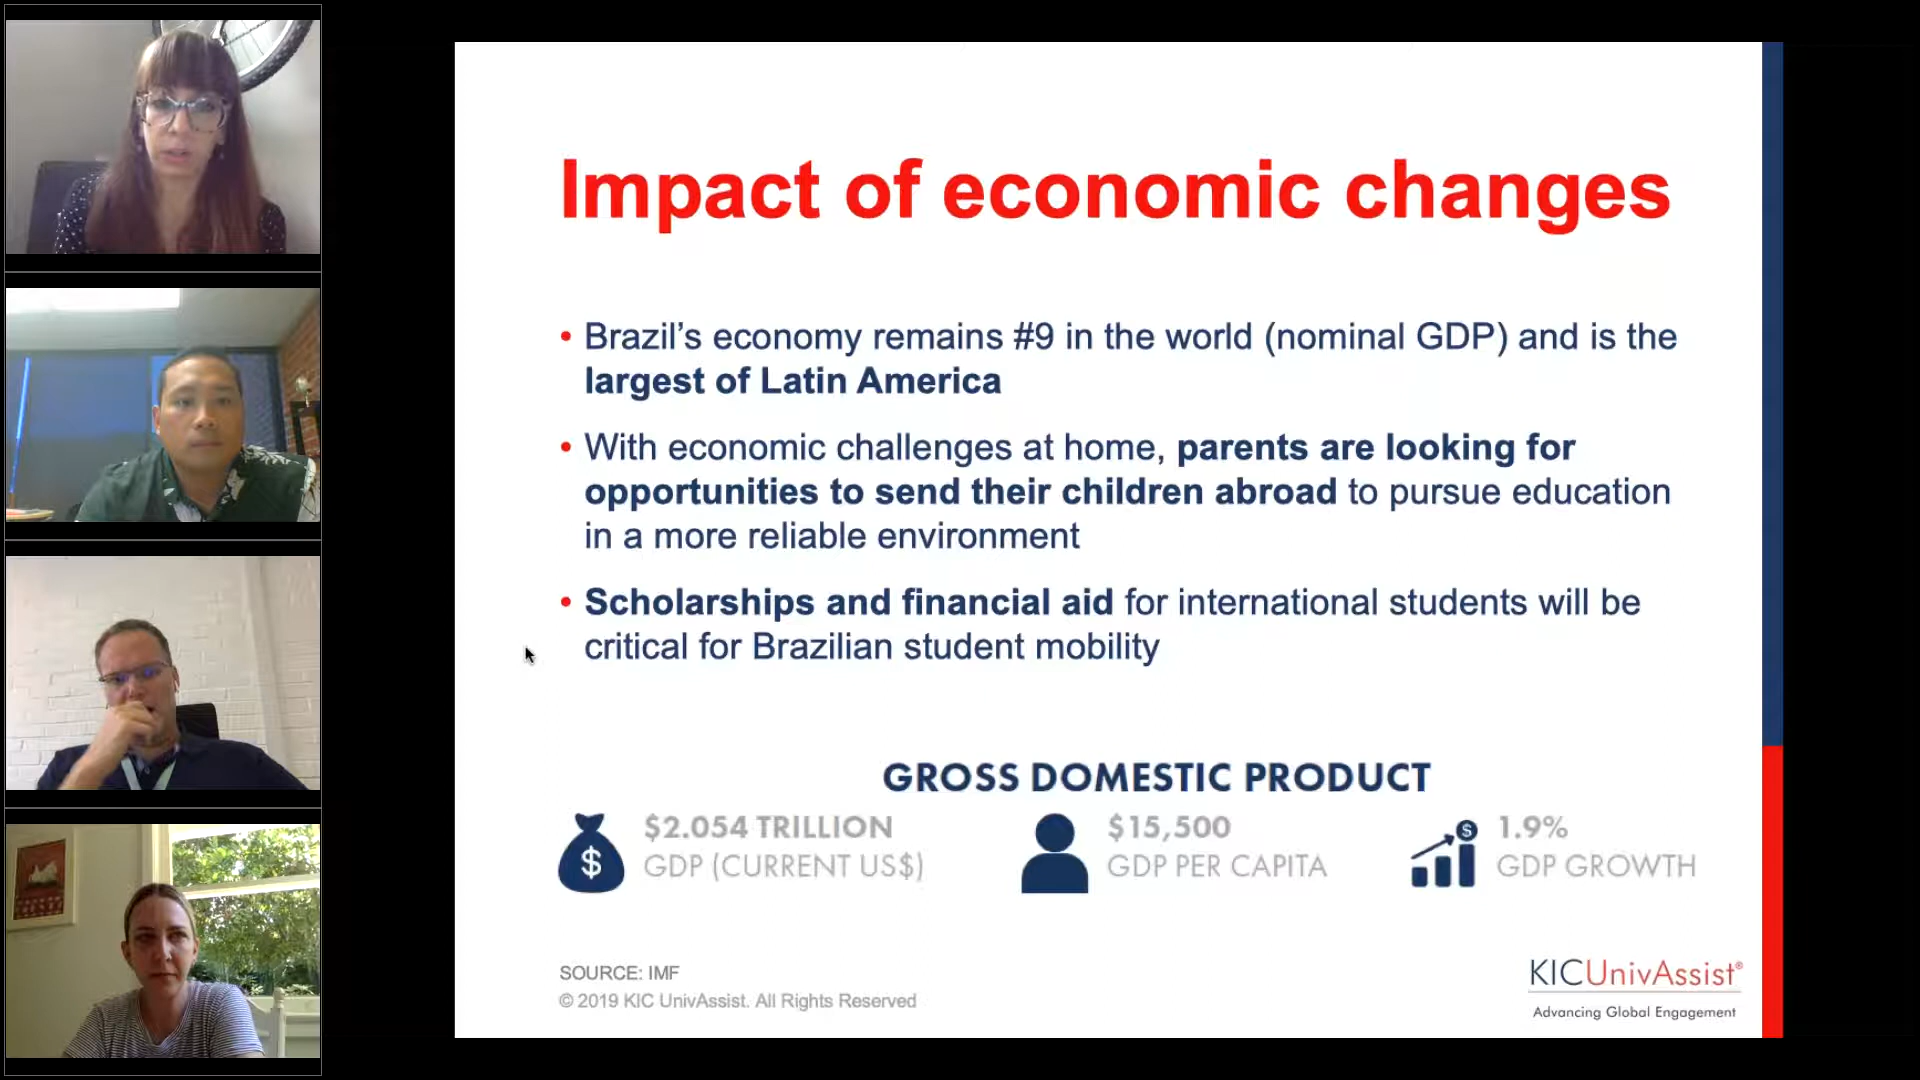 Impact of economic changes
• Brazil’s economy remains #9 in the world (nominal GDP) and is the
largest of Latin America
• With economic challenges at home, parents are looking for
opportunities to send their children abroad to pursue education
in a more reliable environment
• Scholarships and financial aid for international students will be
critical for Brazilian student mobility
GROSS DOMESTIC PRODUCT
$
$2.054 TRILLION
GDP (CURRENT US$)
$15,500
GDP PER CAPITA
$
1.9%
GDP GROWTH
SOURCE: IMF
© 2019 KIC UnivAssist. All Rights Reserved
KICUnivAssist®
Advancing Global Engagement